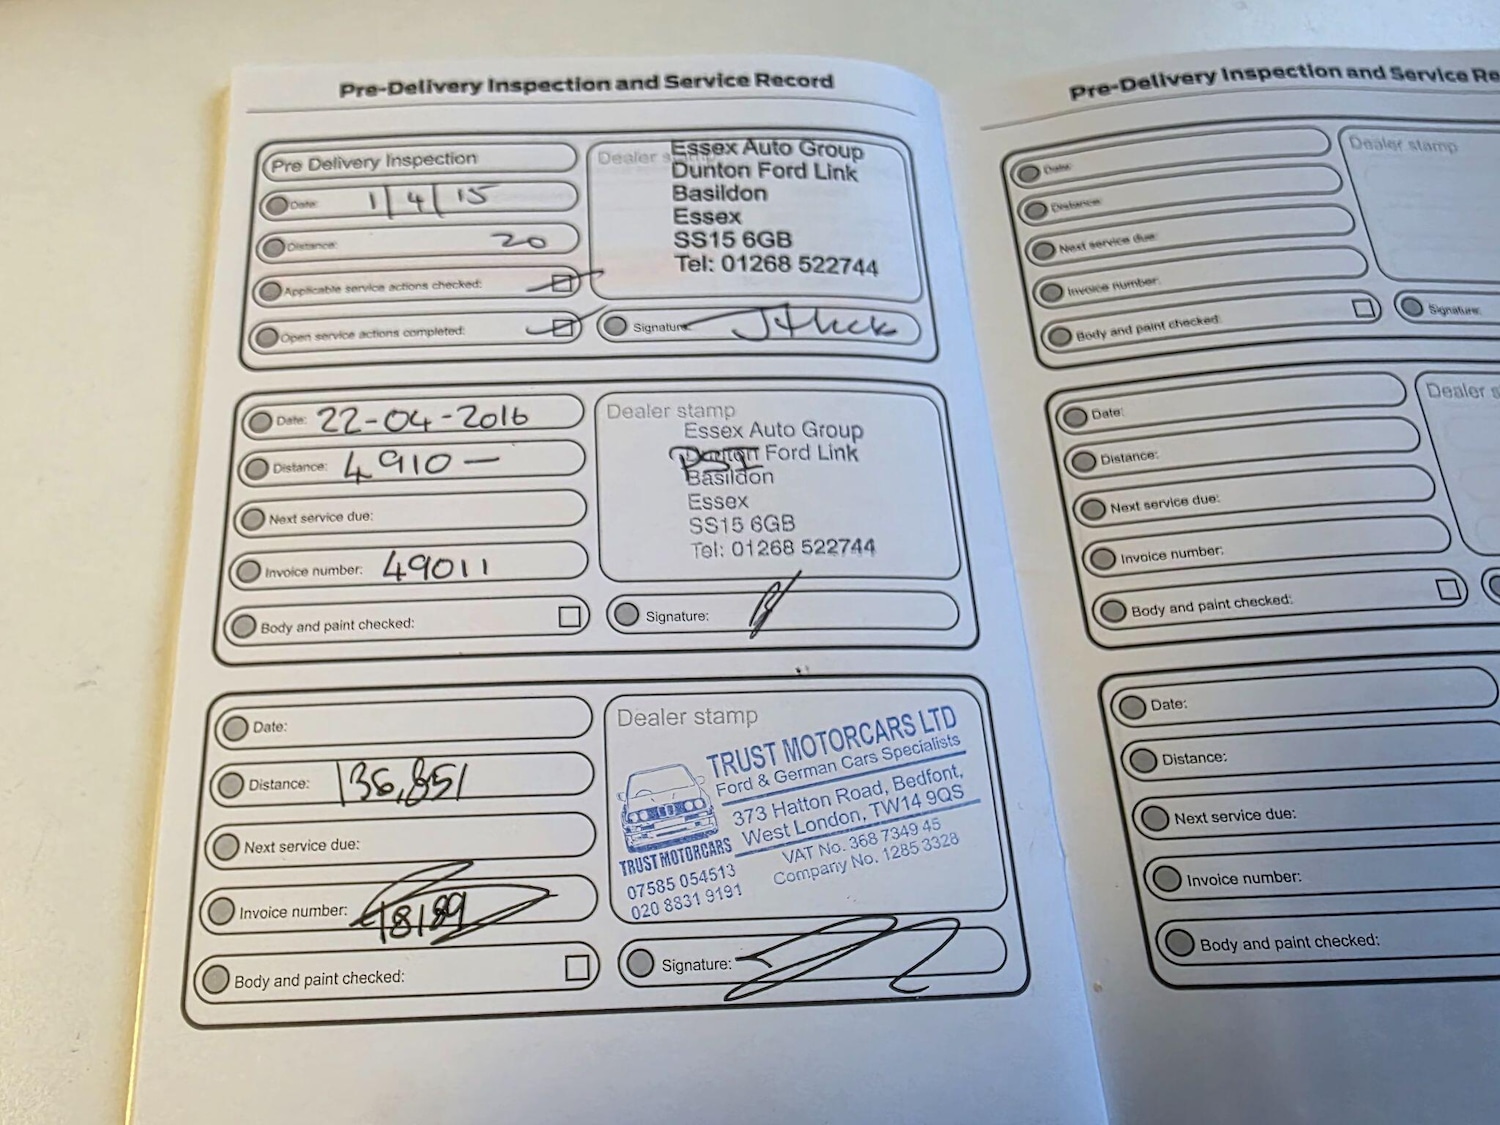 Pre-Delivery Inspection and Service Record
Pre Delivery Inspection
Date: 1/4/15
Distance: 20
Applicable service actions checked:
Open service actions completed:
Dealer stamp
Essex Auto Group
Dunton Ford Link
Basildon
Essex
SS15 6GB
Tel: 01268 522744
Signature:
Date: 22-04-2016
Distance: 4910-
Next service due:
Invoice number: 49011
Body and paint checked:
Dealer stamp
Essex Auto Group
Dunton Ford Link
Basildon
Essex
SS15 6GB
Tel: 01268 522744
Signature:
Date:
Distance: 136,851
Next service due:
Invoice number: 18189
Body and paint checked:
Dealer stamp
TRUST MOTORCARS LTD
Ford & German Cars Specialists
373 Hatton Road, Bedfont,
West London, TW14 9QS
VAT No. 368 7349 45
Company No. 1285 3328
TRUST MOTORCARS
07585 054513
020 8831 9191
Signature:
Pre-Delivery Inspection and Service Re
Date:
Distance:
Next service due:
Invoice number:
Body and paint checked:
Dealer stamp
Signature:
Date:
Distance:
Next service due:
Invoice number:
Body and paint checked:
Dealer s
Date:
Distance:
Next service due:
Invoice number:
Body and paint checked: